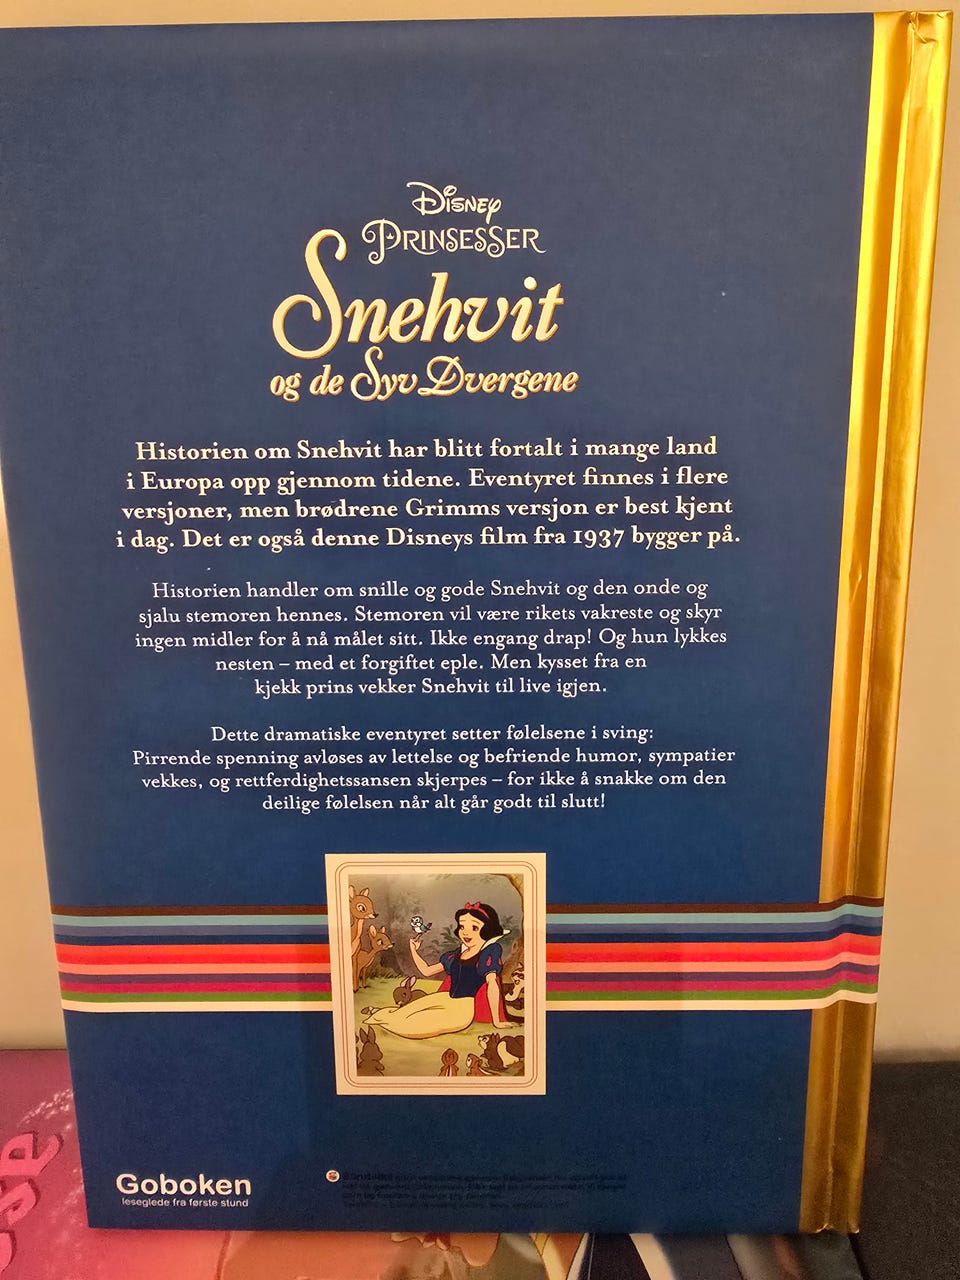 Disney
Prinsesser
Snehvit
og de Syv Dvergene
Historien om Snehvit har blitt fortalt i mange land
i Europa opp gjennom tidene. Eventyret finnes i flere
versjoner, men brødrene Grimms versjon er best kjent
i dag. Det er også denne Disneys film fra 1937 bygger på.
Historien handler om snille og gode Snehvit og den onde og
sjalu stemoren hennes. Stemoren vil være rikets vakreste og skyr
ingen midler for å nå målet sitt. Ikke engang drap! Og hun lykkes
nesten – med et forgiftet eple. Men kysset fra en
kjekk prins vekker Snehvit til live igjen.
Dette dramatiske eventyret setter følelsene i sving:
Pirrende spenning avløses av lettelse og befriende humor, sympatier
vekkes, og rettferdighetssansen skjerpes – for ikke å snakke om den
deilige følelsen når alt går godt til slutt!
Goboken
leseglede fra første stund
se